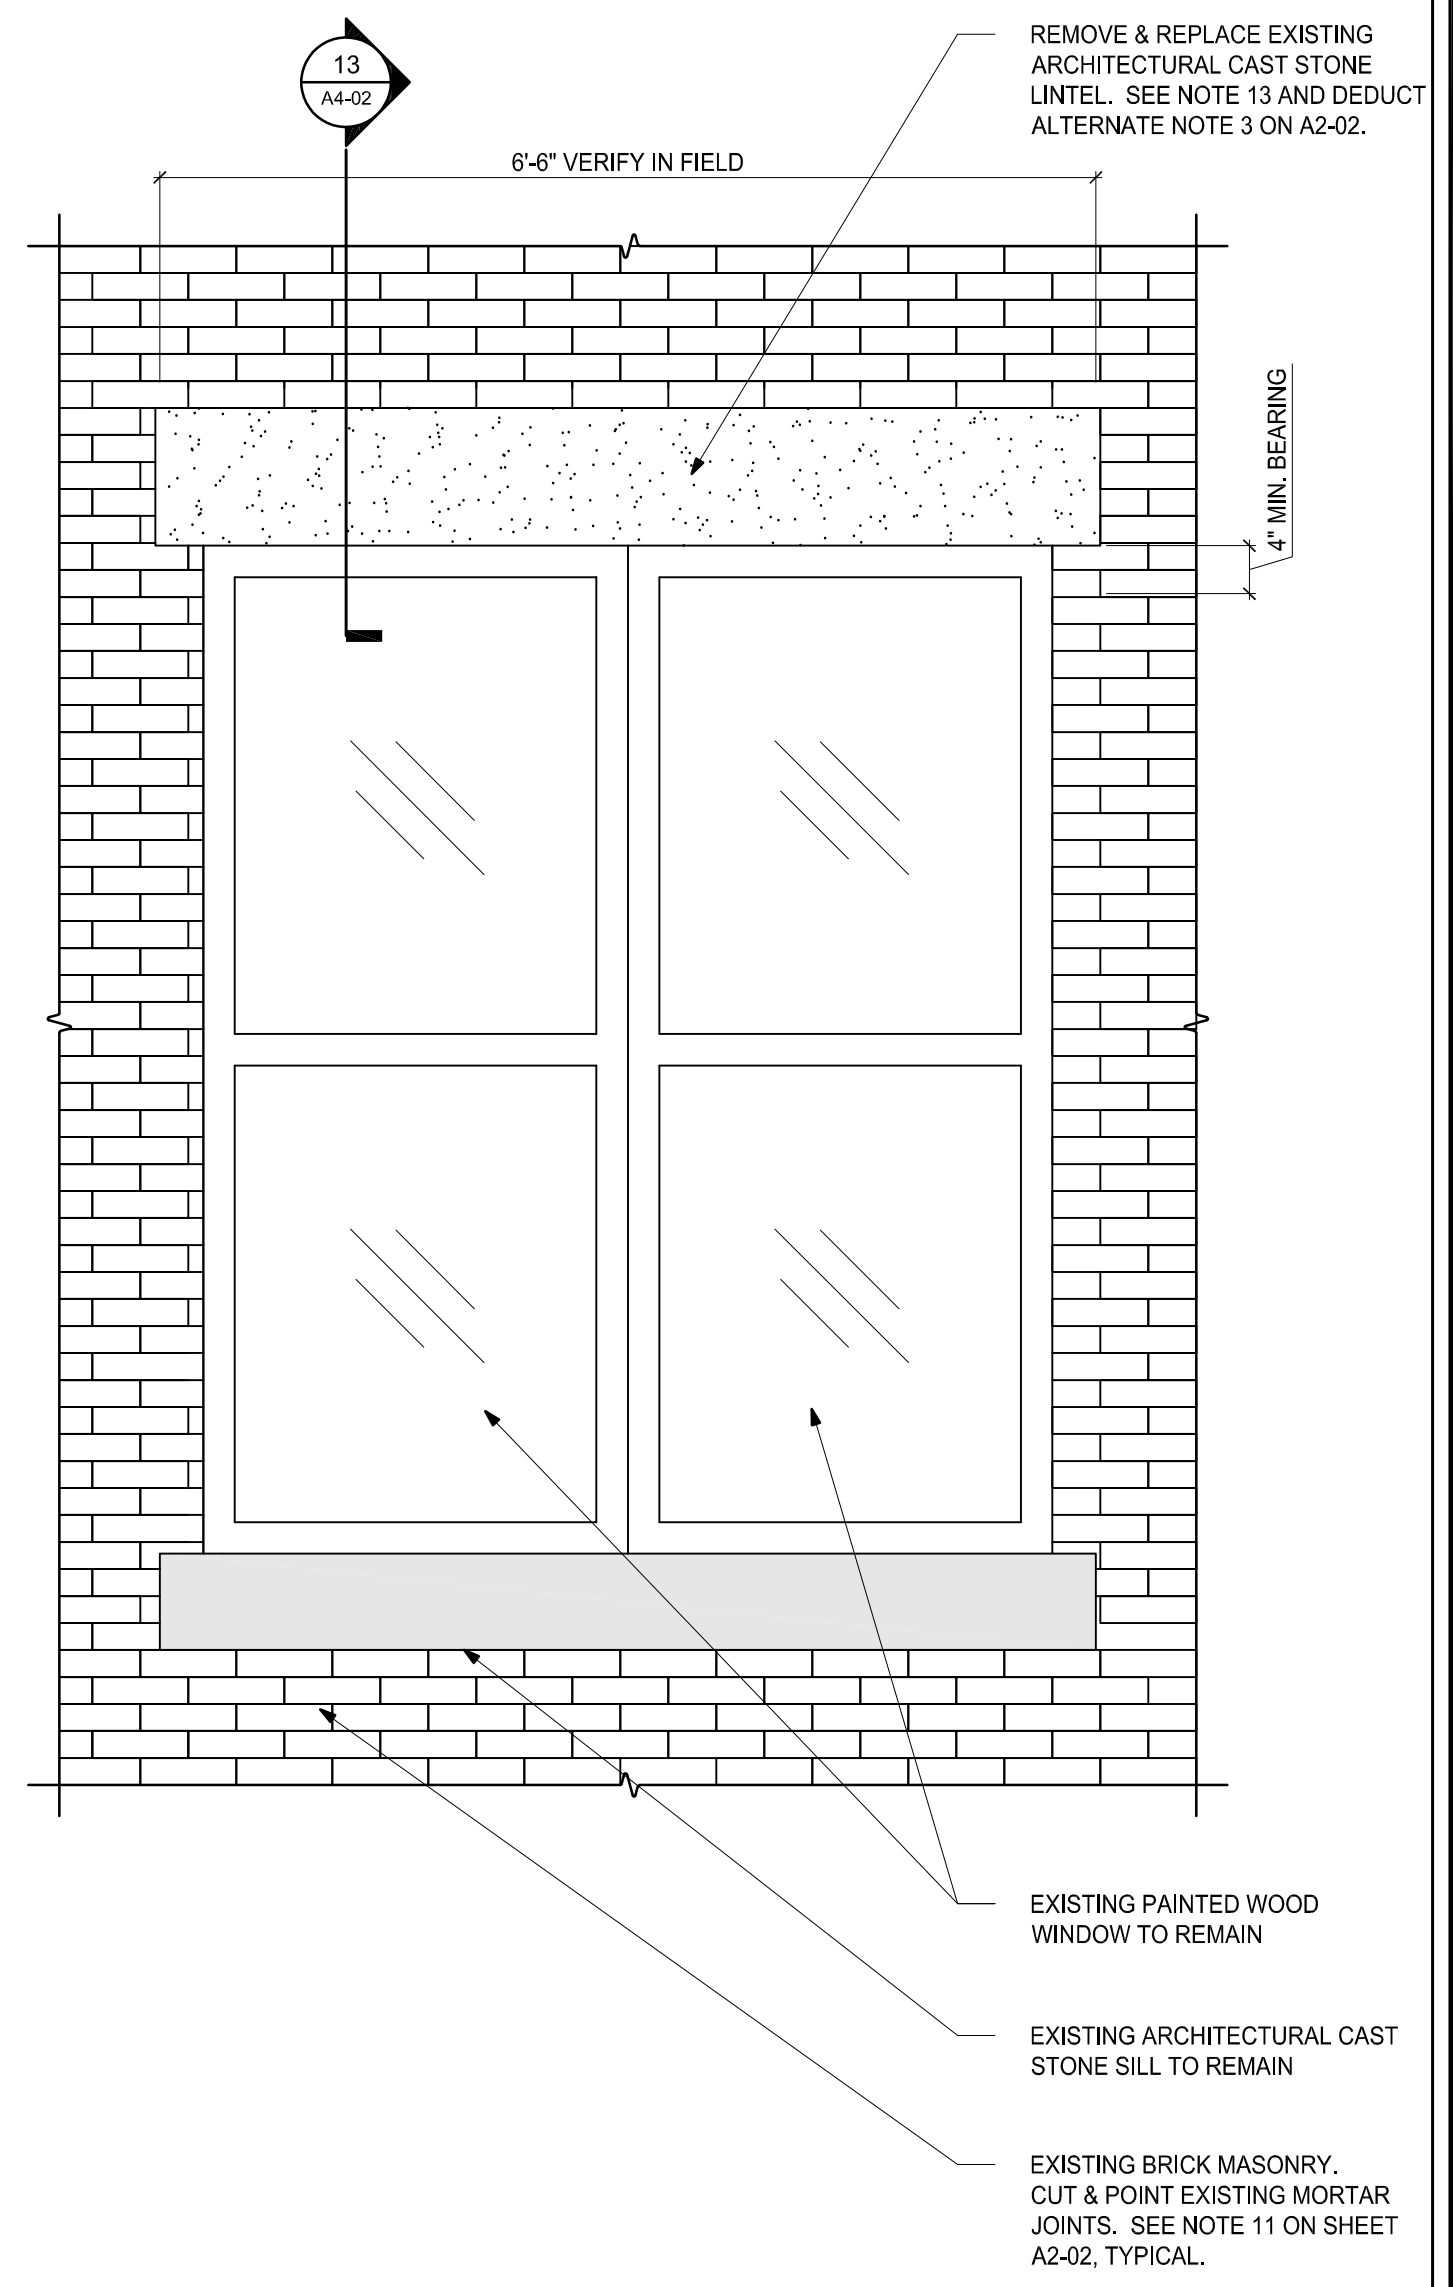 REMOVE & REPLACE EXISTING
ARCHITECTURAL CAST STONE
LINTEL.  SEE NOTE 13 AND DEDUCT
ALTERNATE NOTE 3 ON A2-02.
13
A4-02
6'-6" VERIFY IN FIELD
4" MIN. BEARING
EXISTING PAINTED WOOD
WINDOW TO REMAIN
EXISTING ARCHITECTURAL CAST
STONE SILL TO REMAIN
EXISTING BRICK MASONRY.
CUT & POINT EXISTING MORTAR
JOINTS.  SEE NOTE 11 ON SHEET
A2-02, TYPICAL.